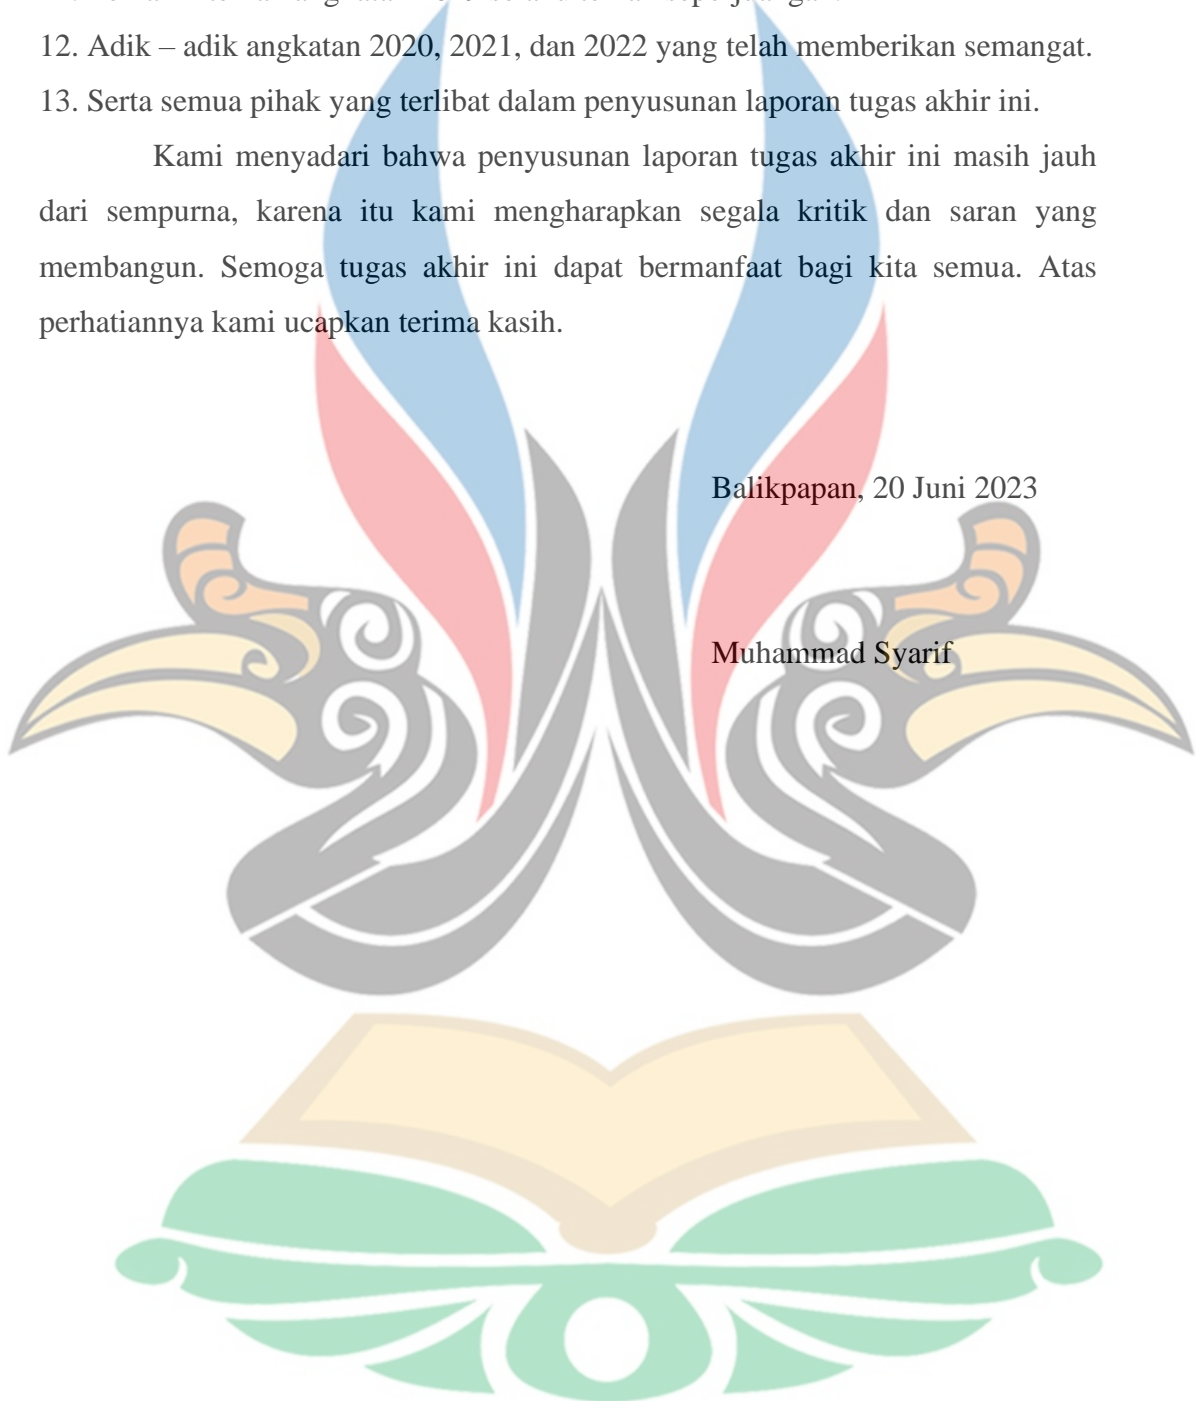 12. Adik – adik angkatan 2020, 2021, dan 2022 yang telah memberikan semangat.
13. Serta semua pihak yang terlibat dalam penyusunan laporan tugas akhir ini.
Kami menyadari bahwa penyusunan laporan tugas akhir ini masih jauh
dari sempurna, karena itu kami mengharapkan segala kritik dan saran yang
membangun. Semoga tugas akhir ini dapat bermanfaat bagi kita semua. Atas
perhatiannya kami ucapkan terima kasih.
Balikpapan, 20 Juni 2023
Muhammad Syarif